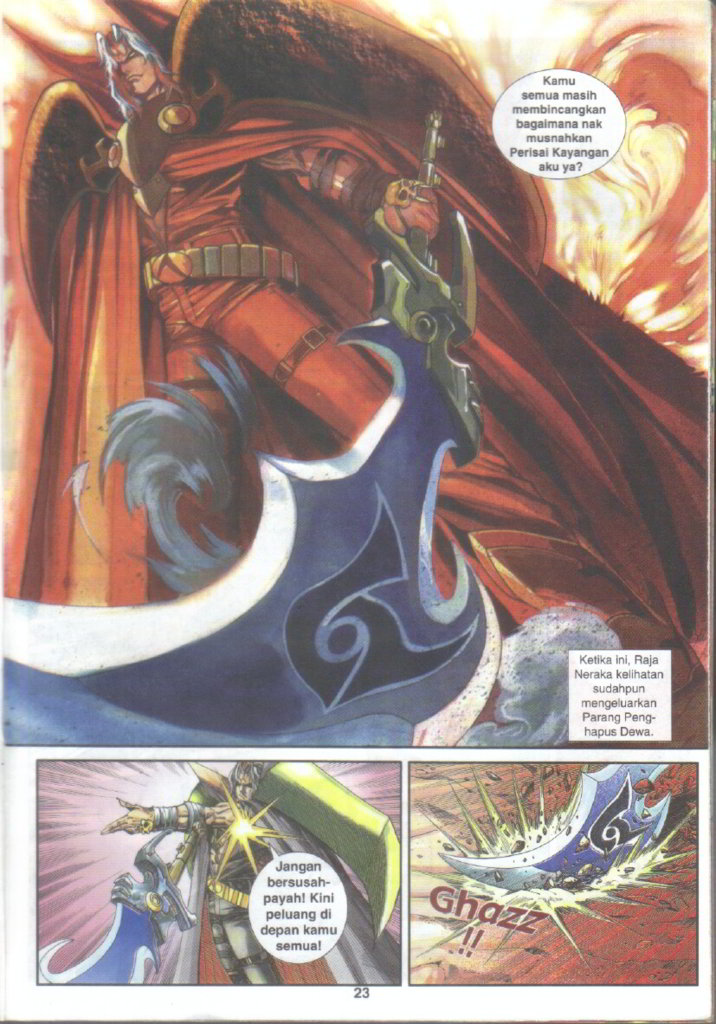 Kamu
semua masih
membincangkan
bagaimana nak
musnahkan
Perisai Kayangan
aku ya?
Ketika ini, Raja
Neraka kelihatan
sudahpun
mengeluarkan
Parang Peng-
hapus Dewa.
Jangan
bersusah-
payah! Kini
peluang di
depan kamu
semua!
Ghazz
!!
23